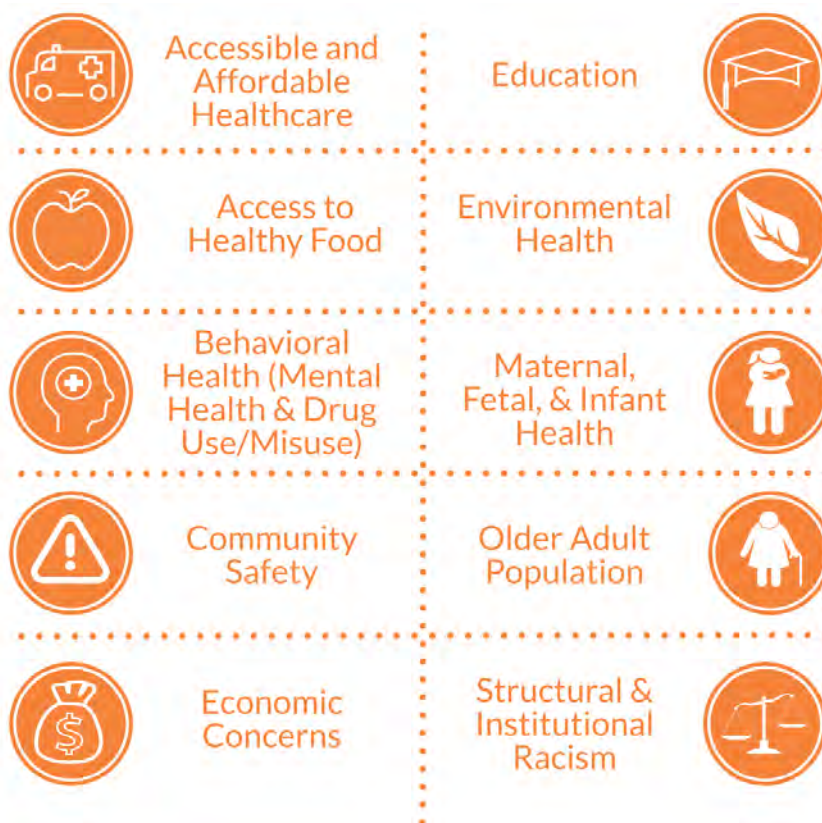 Accessible and
Affordable
Healthcare
Education
Access to
Healthy Food
Environmental
Health
Behavioral
Health (Mental
Health & Drug
Use/Misuse)
Maternal,
Fetal, & Infant
Health
Community
Safety
Older Adult
Population
$
Economic
Concerns
Structural &
Institutional
Racism